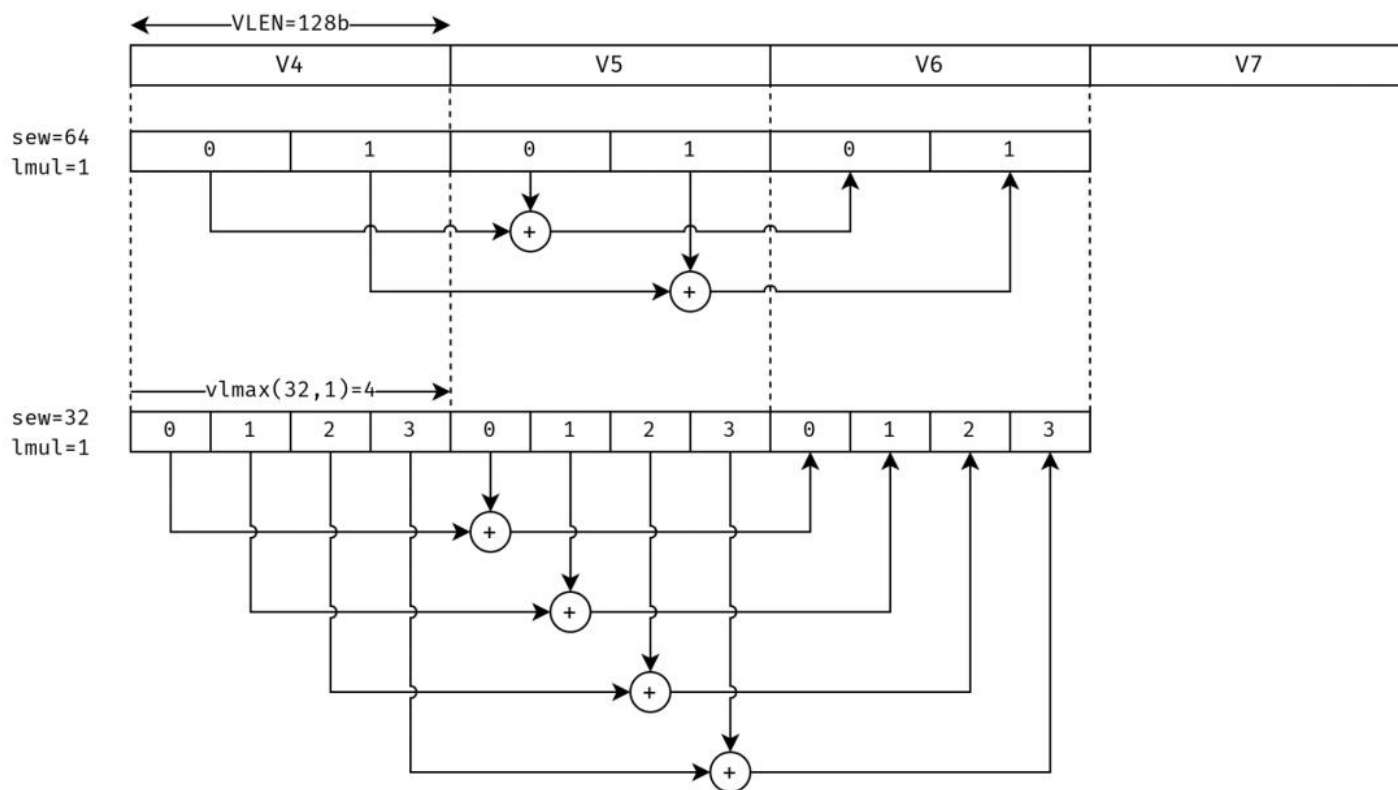 VLEN=128b
V4 V5 V6 V7
sew=64
lmul=1
0 1 0 1 0 1
+
+
vlmax(32,1)=4
sew=32
lmul=1
0 1 2 3 0 1 2 3 0 1 2 3
+
+
+
+